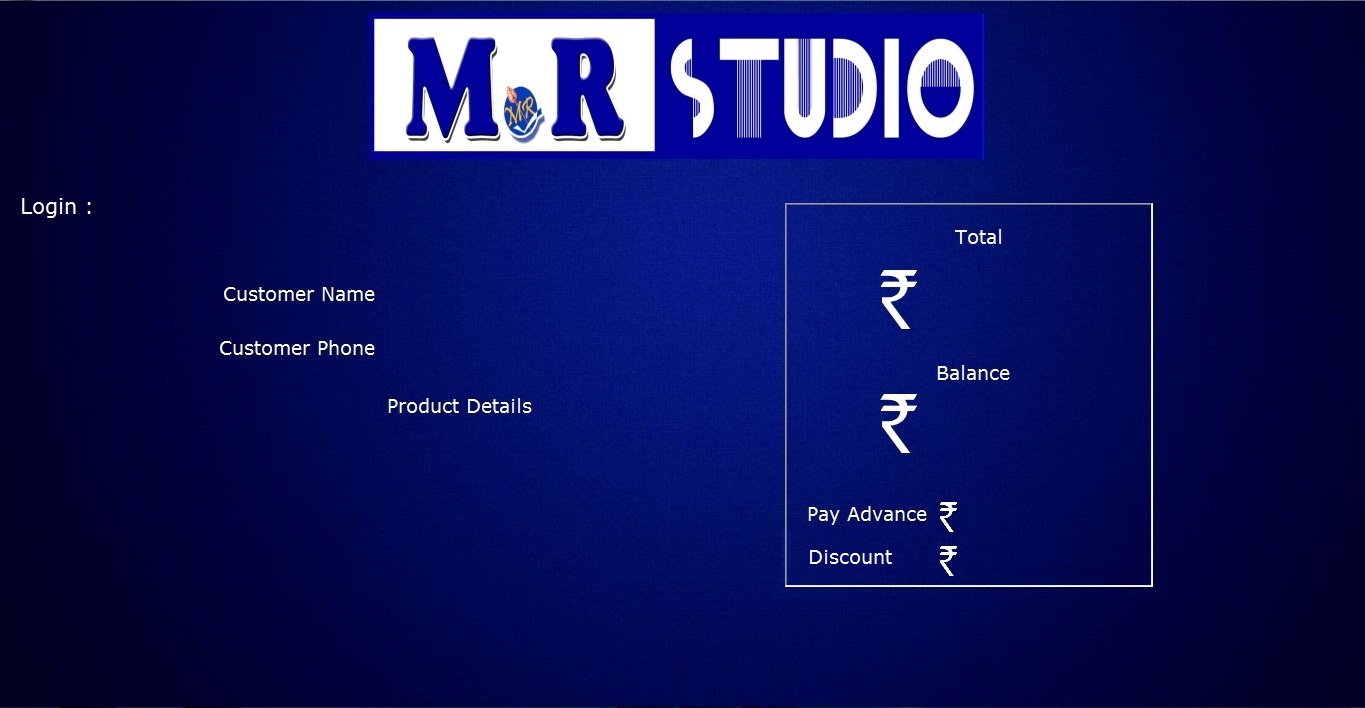 M R STUDIO
MR
Login :
Customer Name
Customer Phone
Product Details
Total
₹
Balance
₹
Pay Advance ₹
Discount ₹